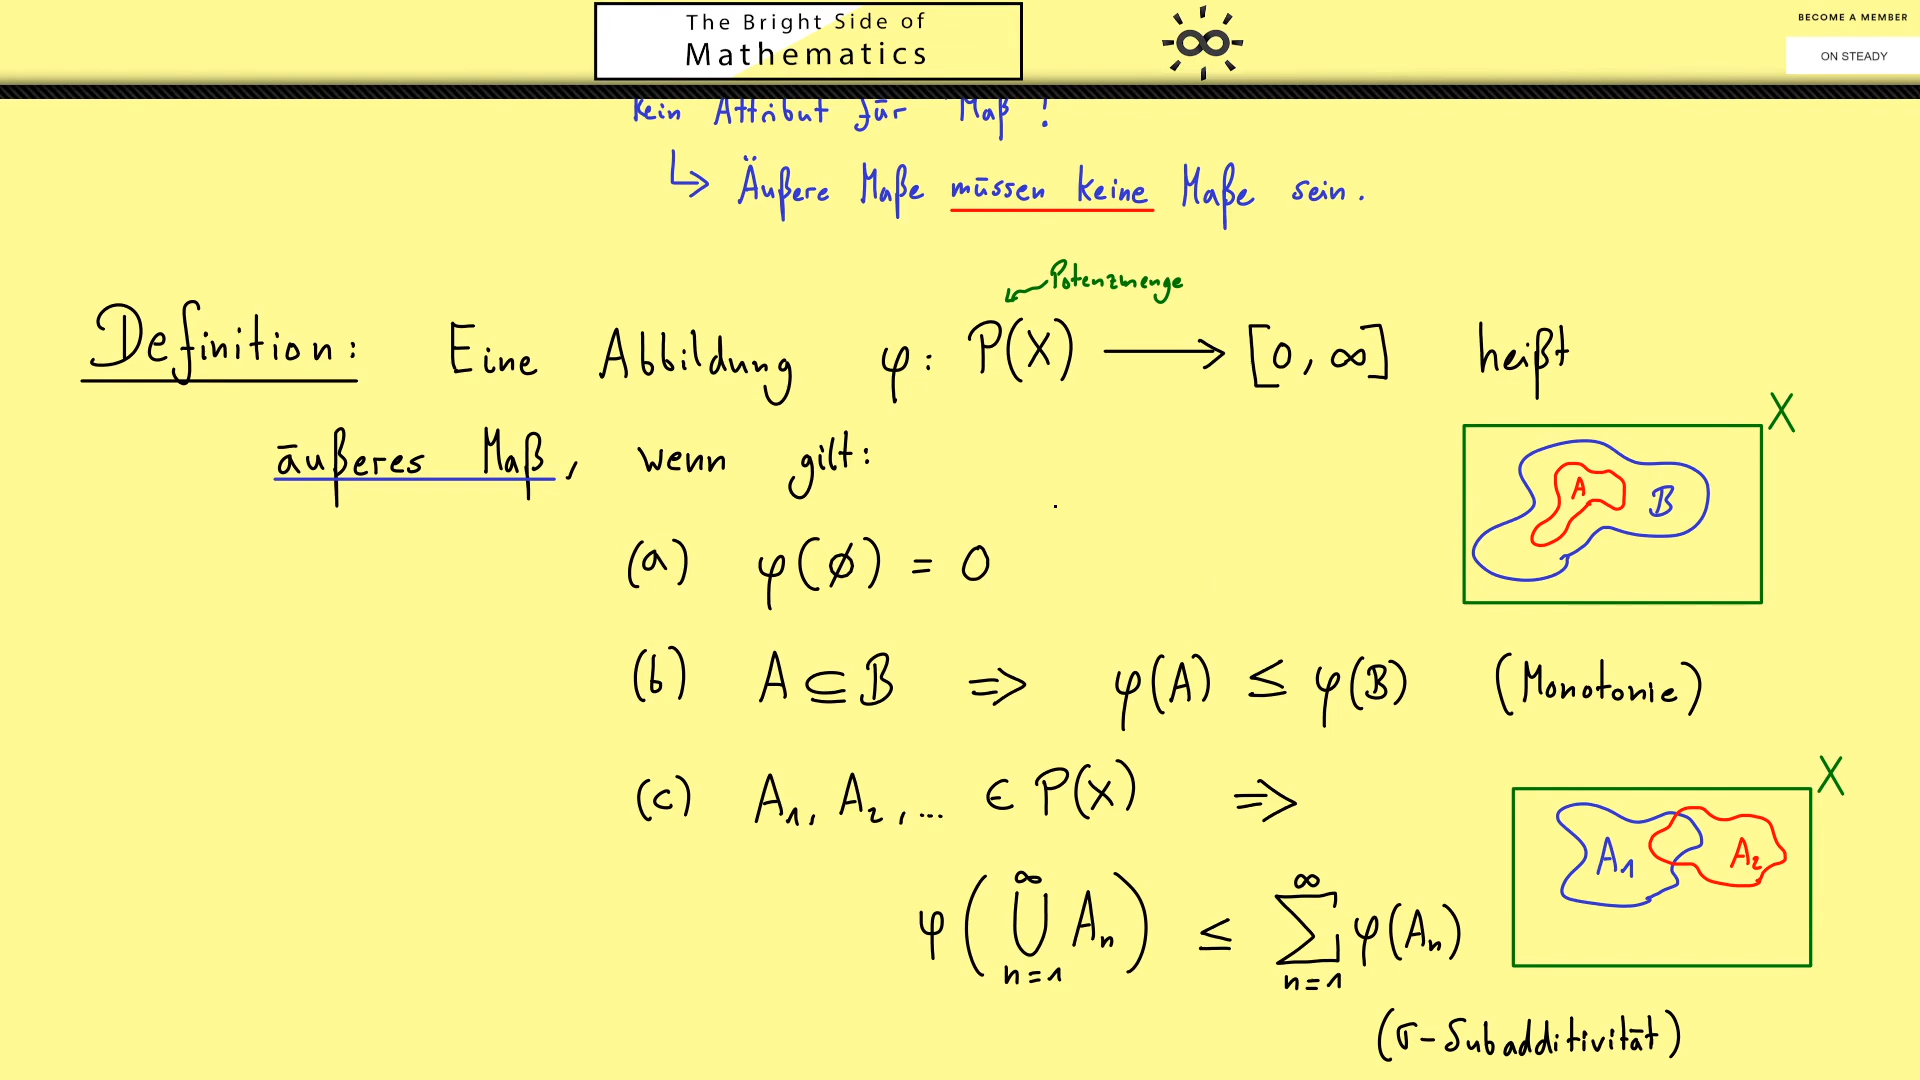 The Bright Side of
Mathematics
BECOME A MEMBER
ON STEADY
Kein Attribut für "Maß"!
↳ Äußere Maße müssen keine Maße sein.
Potenzmenge
Definition: Eine Abbildung φ: P(X) ⟶ [0, ∞] heißt
äußeres Maß, wenn gilt:
X
A B
(a) φ(∅) = 0
(b) A ⊆ B ⇒ φ(A) ≤ φ(B) (Monotonie)
(c) A₁, A₂, ... ∈ P(X) ⇒
X
A₁ A₂
φ(⋃_{n=1}^{∞} Aₙ) ≤ ∑_{n=1}^{∞} φ(Aₙ)
(σ-Subadditivität)